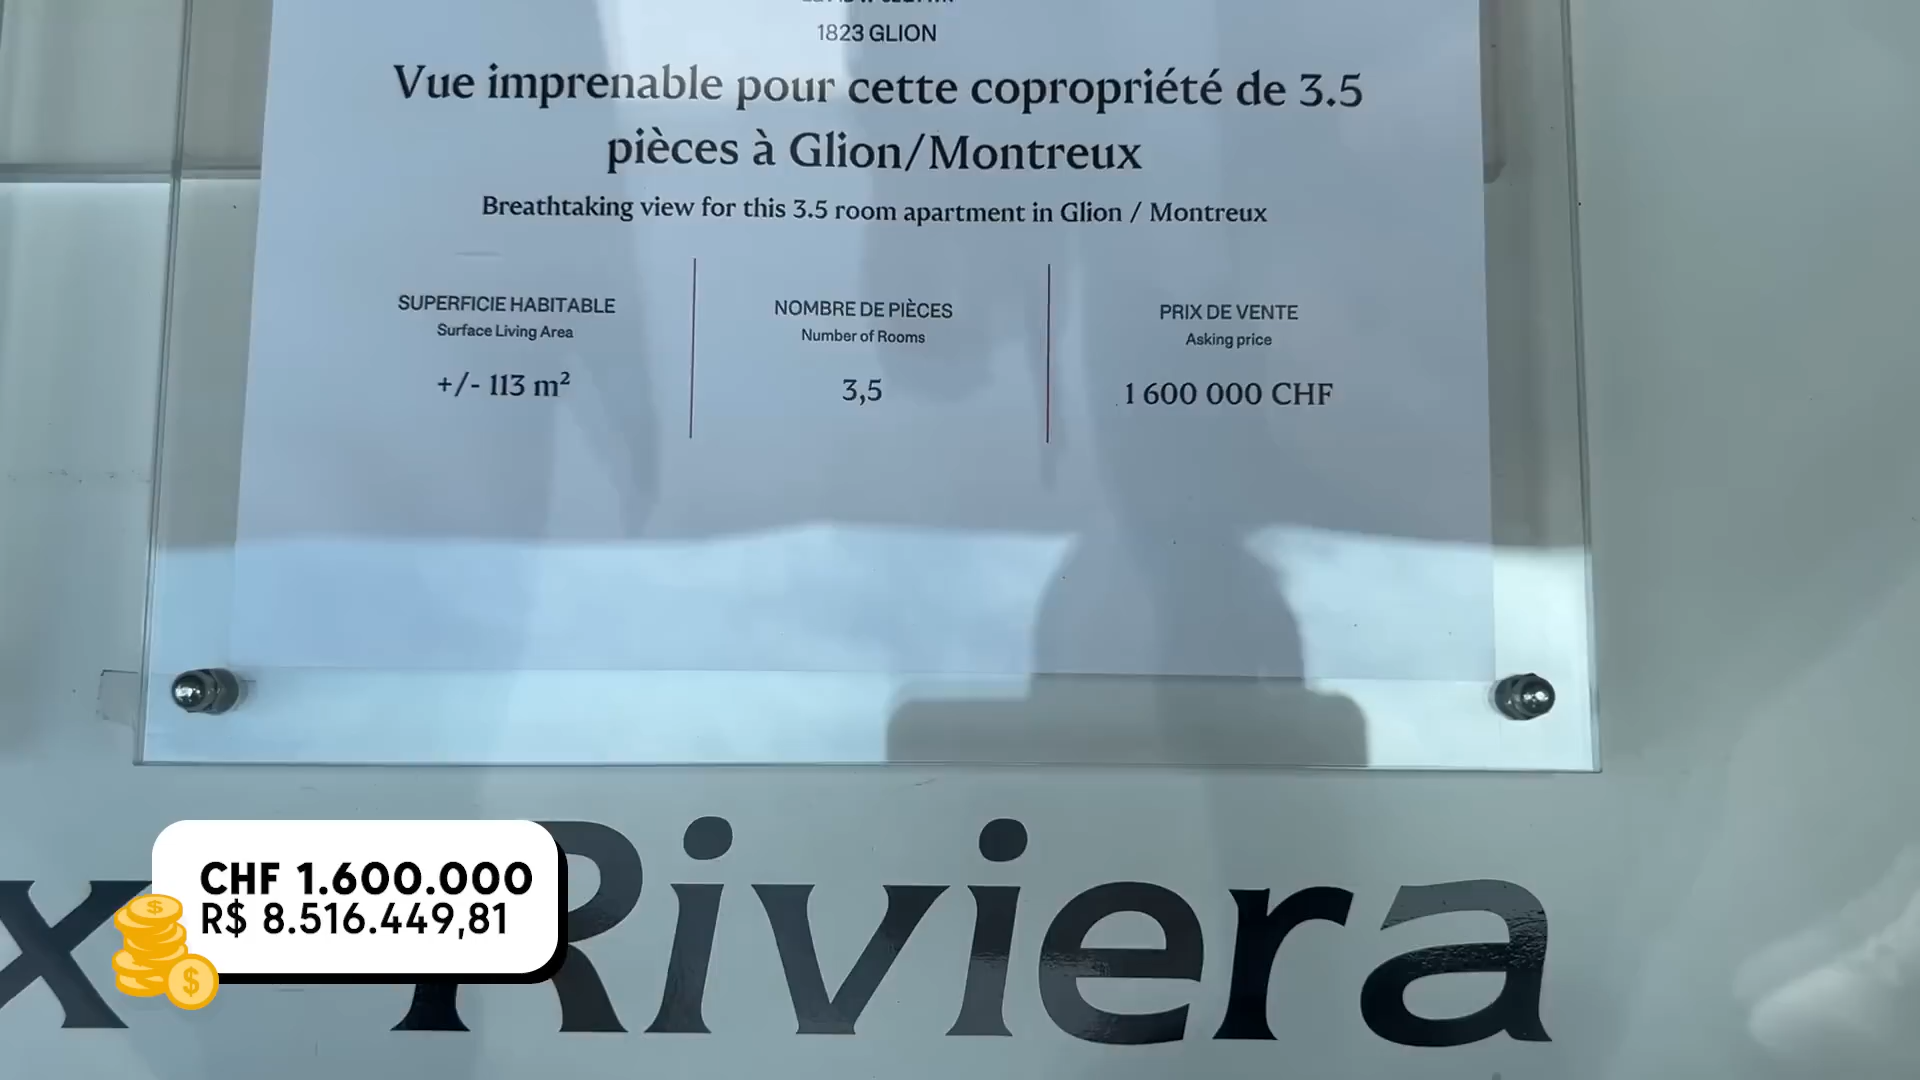 1823 GLION
Vue imprenable pour cette copropriété de 3.5
pièces à Glion/Montreux
Breathtaking view for this 3.5 room apartment in Glion / Montreux
SUPERFICIE HABITABLE
Surface Living Area
+/- 113 m²
NOMBRE DE PIÈCES
Number of Rooms
3,5
PRIX DE VENTE
Asking price
1 600 000 CHF
CHF 1.600.000
R$ 8.516.449,81
x Riviera